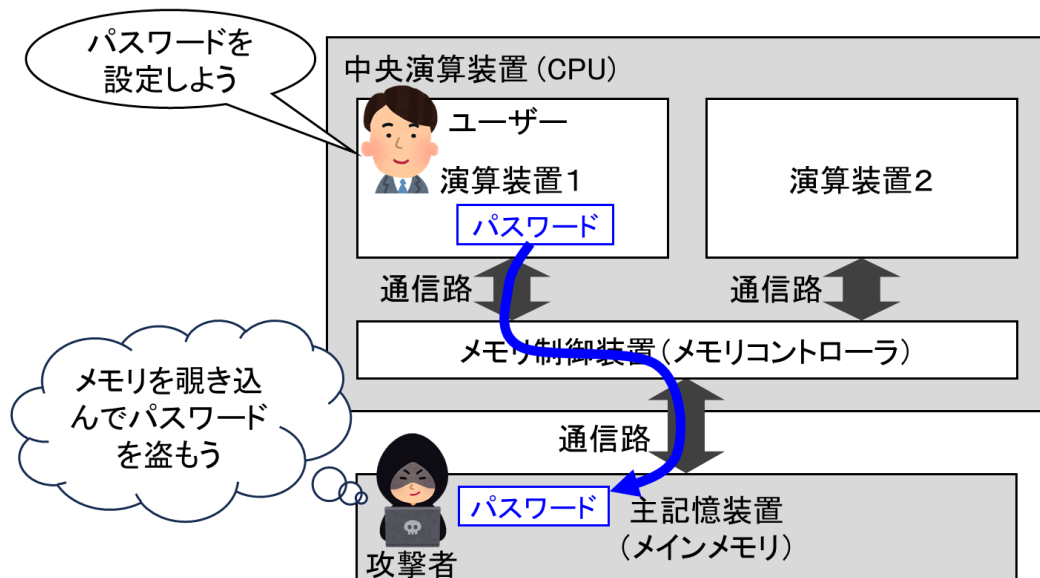 パスワードを
設定しよう
中央演算装置 (CPU)
ユーザー
演算装置1
パスワード
演算装置2
通信路
通信路
メモリ制御装置(メモリコントローラ)
メモリを覗き込
んでパスワード
を盗もう
通信路
パスワード
主記憶装置
(メインメモリ)
攻撃者